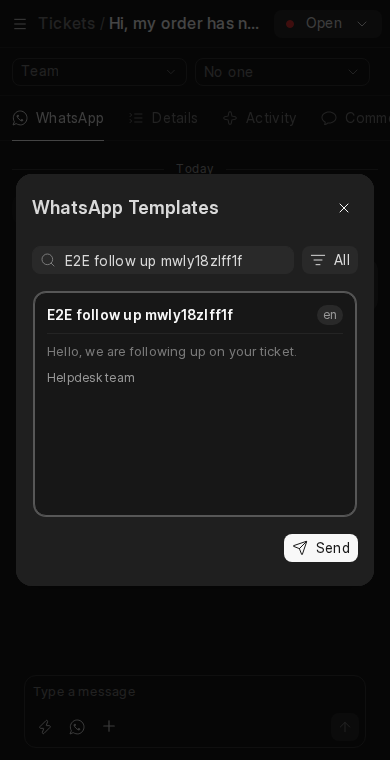 Tickets / Hi, my order has n...
Open
Team
No one
WhatsApp
Details
Activity
Comm
Today
WhatsApp Templates
E2E follow up mwly18zlff1f
All
E2E follow up mwly18zlff1f
en
Hello, we are following up on your ticket.
Helpdesk team
Send
Type a message